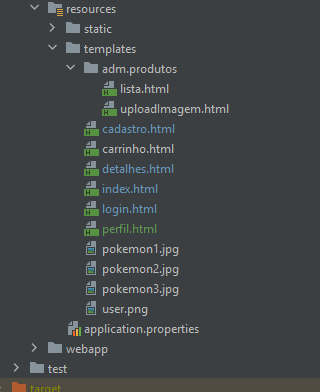 resources
static
templates
adm.produtos
lista.html
uploadImagem.html
cadastro.html
carrinho.html
detalhes.html
index.html
login.html
perfil.html
pokemon1.jpg
pokemon2.jpg
pokemon3.jpg
user.png
application.properties
webapp
test
target